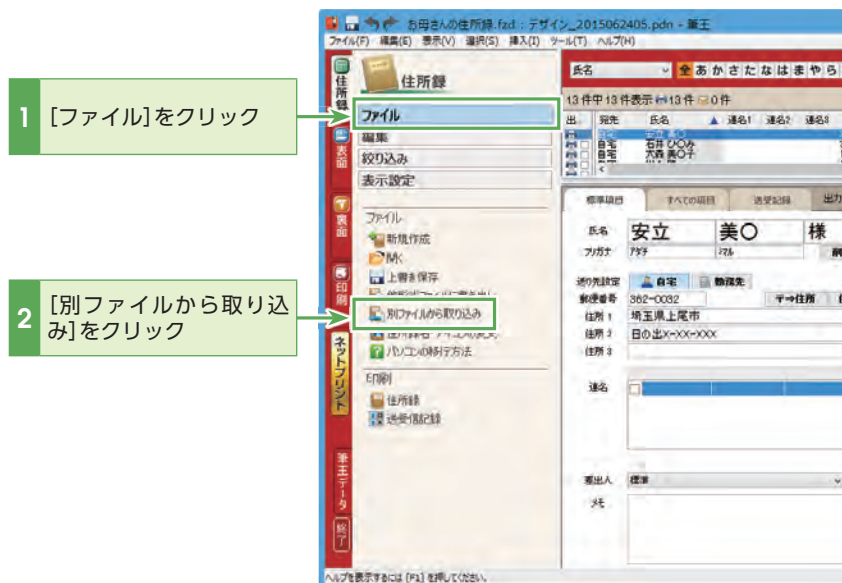 1 [ファイル]をクリック
2 [別ファイルから取り込
み]をクリック
お母さんの住所録.fzd : デザイン_2015062405.pdn - 筆王
ファイル(F) 編集(E) 表示(V) 選択(S) 挿入(I) ツール(T) ヘルプ(H)
住所録
表面
裏面
印刷
ネットプリント
筆王データ
終了
住所録
ファイル
編集
絞り込み
表示設定
ファイル
新規作成
開く
上書き保存
別ファイルから取り込み
パソコンの移行方法
印刷
住所録
送受信記録
氏名 全 あ か さ た な は ま や ら
13件中13件表示 13件 0件
出. 宛先 氏名 連名1 連名2 連名3
自宅 安立 美〇
自宅 石井 ひ〇み
自宅 大森 美〇子
標準項目 すべての項目 送受記録 出力
氏名 安立 美〇 様
フリガナ アダチ ミマル
送り先設定 自宅 勤務先
郵便番号 362-0032 〒⇒住所
住所 1 埼玉県上尾市
住所 2 日の出X-XX-XXX
住所 3
連名
差出人 標準
メモ
ヘルプを表示するには [F1] を押してください。